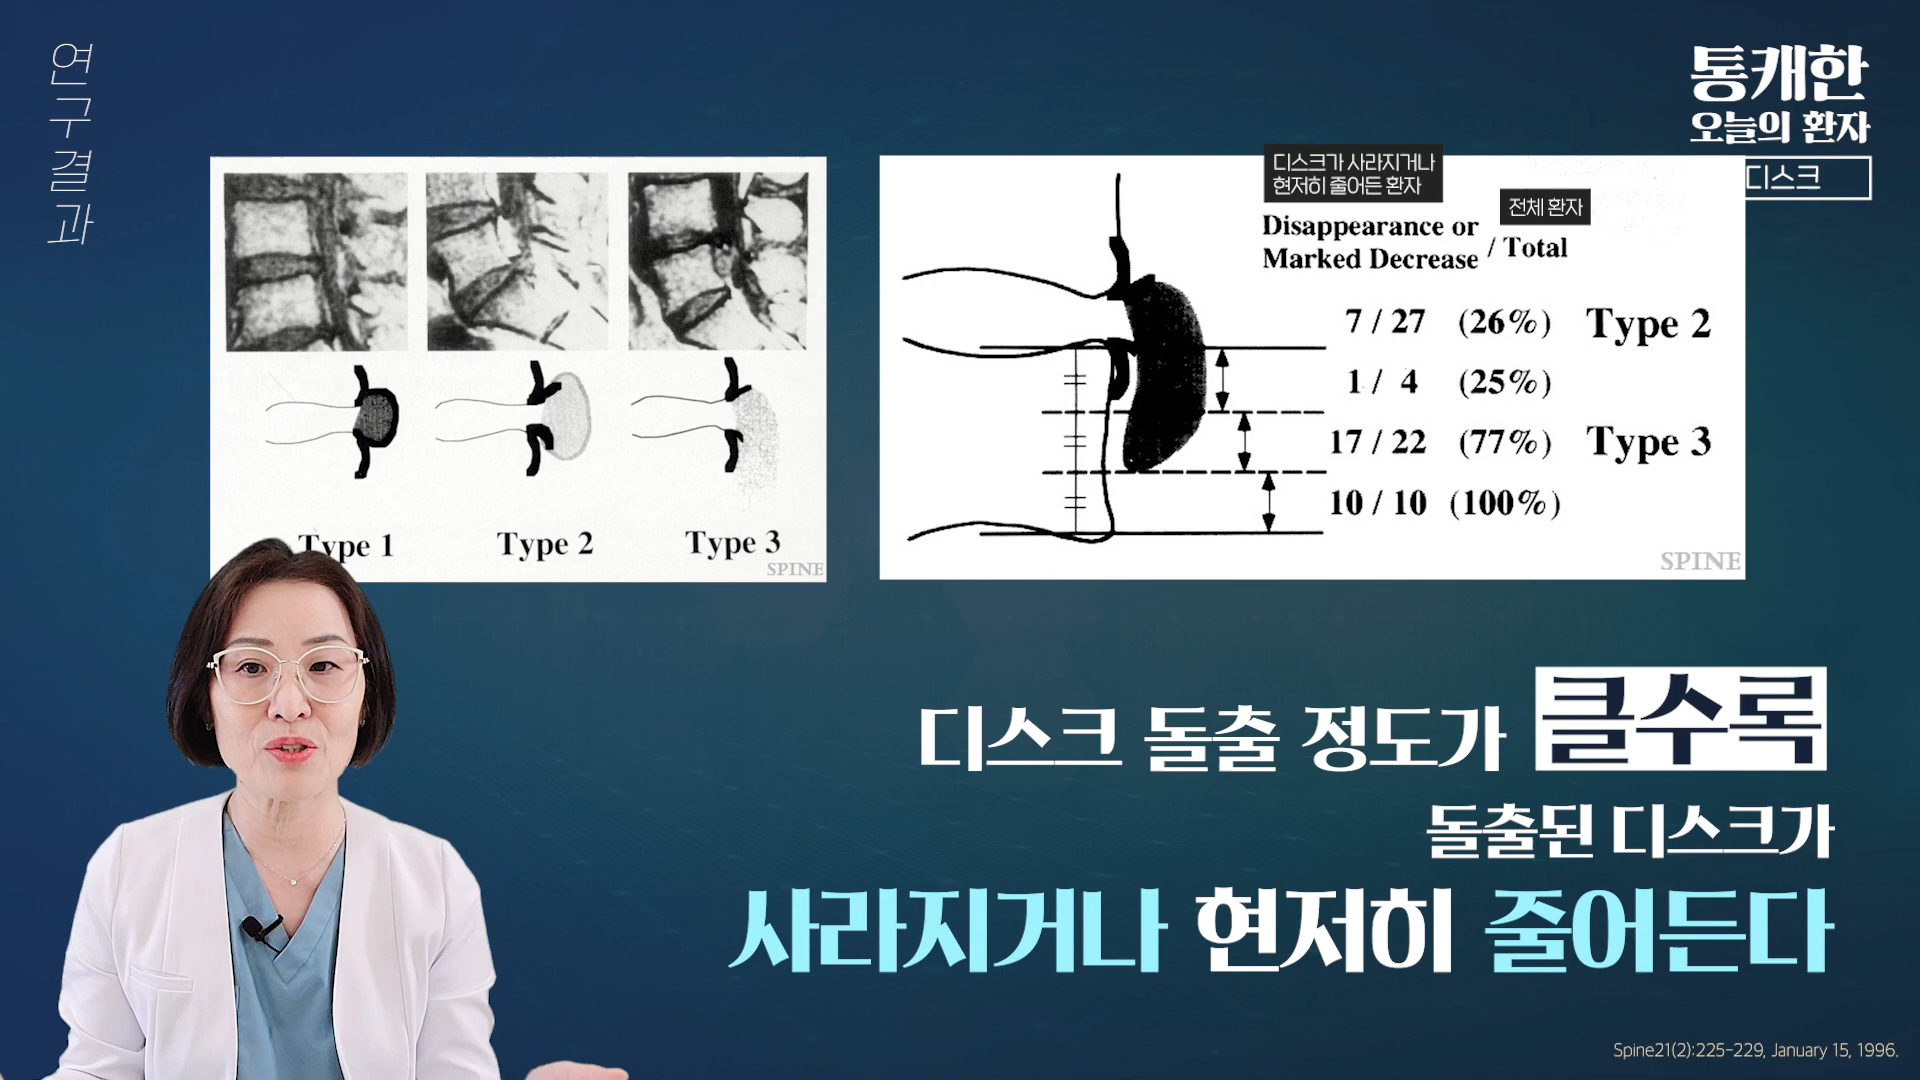 연구결과
통캐한
오늘의 환자
디스크
Type 1
Type 2
Type 3
SPINE
디스크가 사라지거나
현저히 줄어든 환자
전체 환자
Disappearance or
Marked Decrease / Total
7 / 27 (26%) Type 2
1 / 4 (25%)
17 / 22 (77%) Type 3
10 / 10 (100%)
SPINE
디스크 돌출 정도가 클수록
돌출된 디스크가
사라지거나 현저히 줄어든다
Spine21(2):225-229, January 15, 1996.